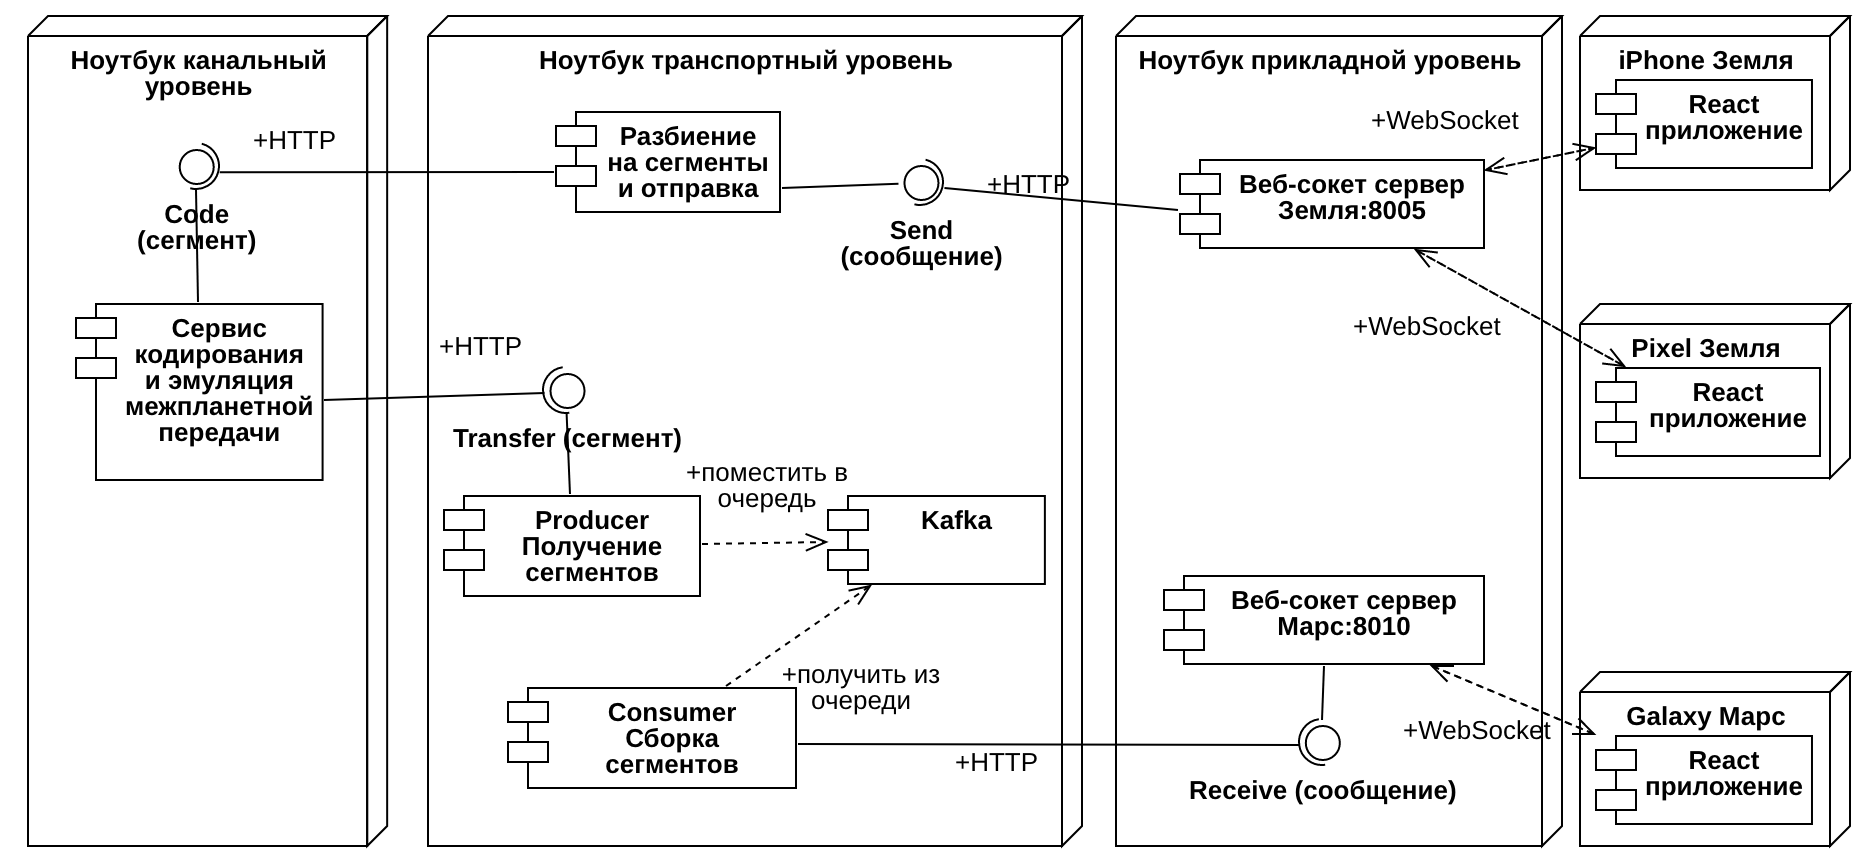 Ноутбук канальный
уровень
+HTTP
Code
(сегмент)
Сервис
кодирования
и эмуляция
межпланетной
передачи
Ноутбук транспортный уровень
Разбиение
на сегменты
и отправка
+HTTP
Send
(сообщение)
+HTTP
Transfer (сегмент)
+поместить в
очередь
Producer
Получение
сегментов
Kafka
+получить из
очереди
Consumer
Сборка
сегментов
+HTTP
Ноутбук прикладной уровень
+WebSocket
Веб-сокет сервер
Земля:8005
+WebSocket
Веб-сокет сервер
Марс:8010
+WebSocket
Receive (сообщение)
iPhone Земля
React
приложение
Pixel Земля
React
приложение
Galaxy Марс
React
приложение